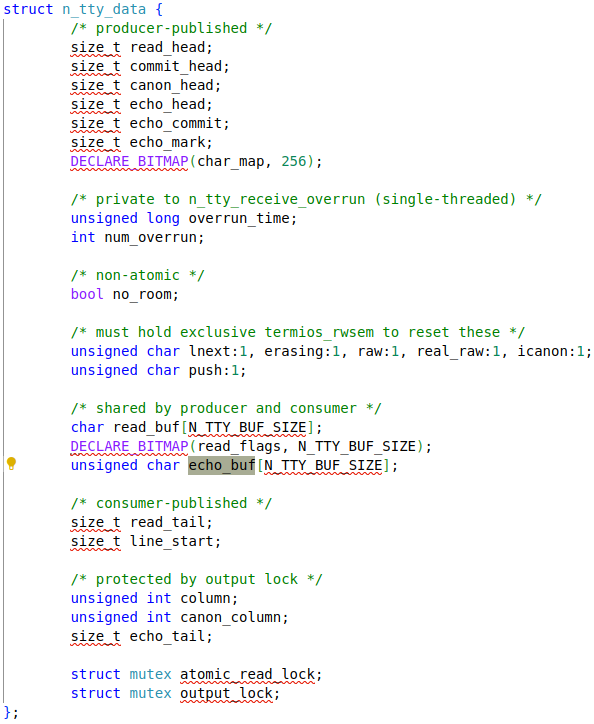 struct n_tty_data {
/* producer-published */
size_t read_head;
size_t commit_head;
size_t canon_head;
size_t echo_head;
size_t echo_commit;
size_t echo_mark;
DECLARE_BITMAP(char_map, 256);
/* private to n_tty_receive_overrun (single-threaded) */
unsigned long overrun_time;
int num_overrun;
/* non-atomic */
bool no_room;
/* must hold exclusive termios_rwsem to reset these */
unsigned char lnext:1, erasing:1, raw:1, real_raw:1, icanon:1;
unsigned char push:1;
/* shared by producer and consumer */
char read_buf[N_TTY_BUF_SIZE];
DECLARE_BITMAP(read_flags, N_TTY_BUF_SIZE);
unsigned char echo_buf[N_TTY_BUF_SIZE];
/* consumer-published */
size_t read_tail;
size_t line_start;
/* protected by output lock */
unsigned int column;
unsigned int canon_column;
size_t echo_tail;
struct mutex atomic_read_lock;
struct mutex output_lock;
};